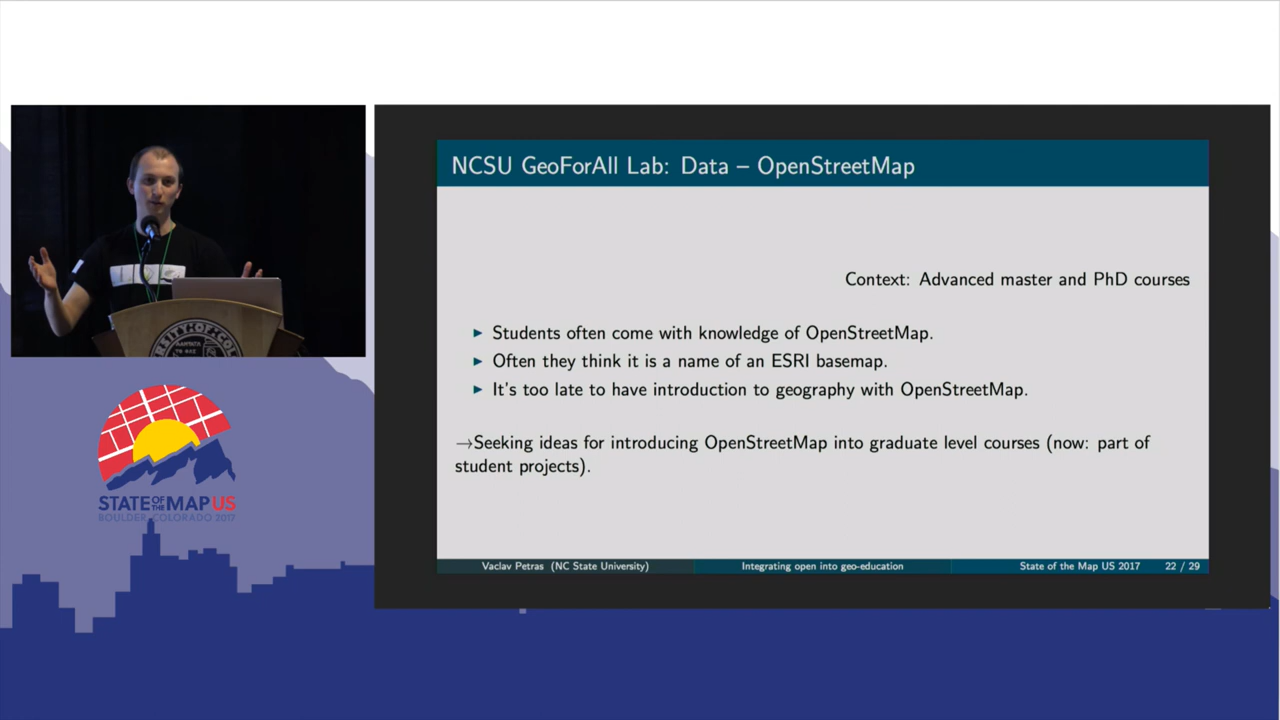 NCSU GeoForAll Lab: Data – OpenStreetMap
Context: Advanced master and PhD courses
▶ Students often come with knowledge of OpenStreetMap.
▶ Often they think it is a name of an ESRI basemap.
▶ It's too late to have introduction to geography with OpenStreetMap.
→Seeking ideas for introducing OpenStreetMap into graduate level courses (now: part of
student projects).
Vaclav Petras (NC State University) Integrating open into geo-education State of the Map US 2017 22 / 29
STATE OF THE MAP US
BOULDER, COLORADO 2017